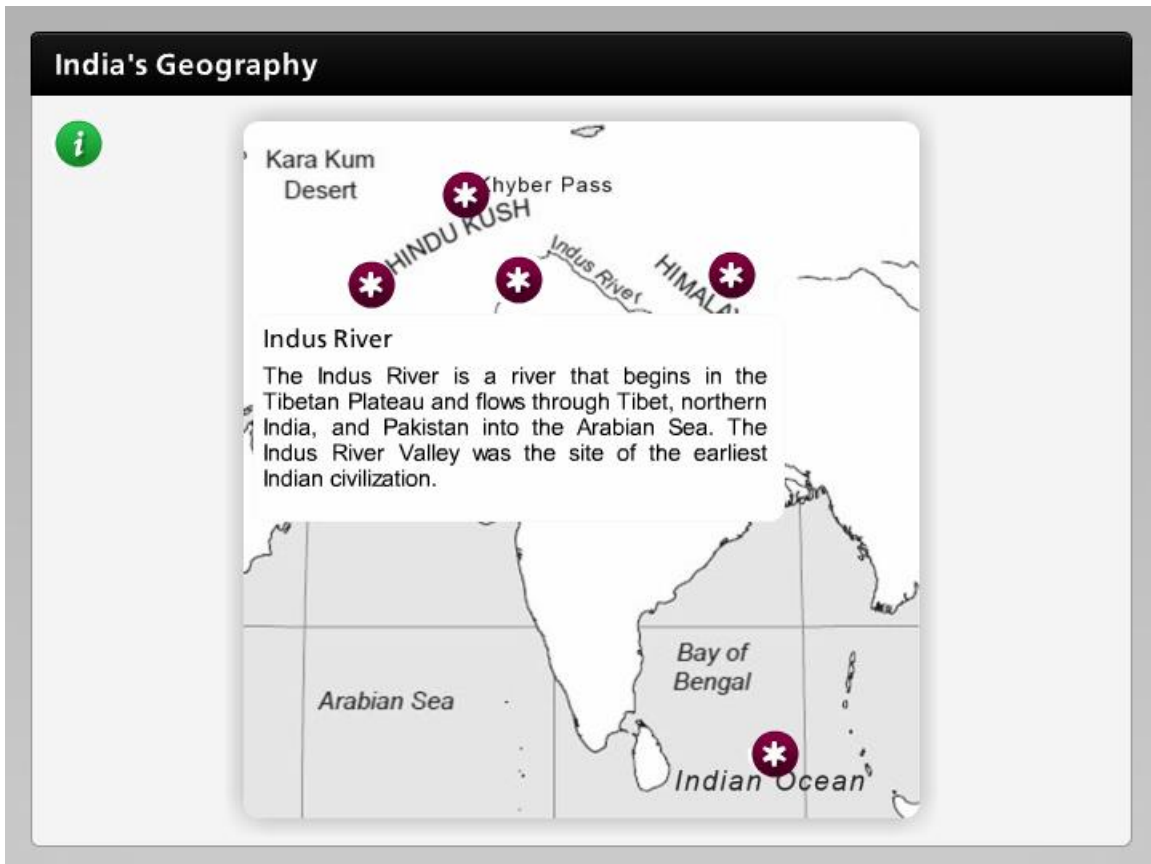 India's Geography
i
Kara Kum
Desert
Khyber Pass
HINDU KUSH
Indus River
Indus River
The Indus River is a river that begins in the
Tibetan Plateau and flows through Tibet, northern
India, and Pakistan into the Arabian Sea. The
Indus River Valley was the site of the earliest
Indian civilization.
Bay of
Bengal
Arabian Sea
Indian Ocean